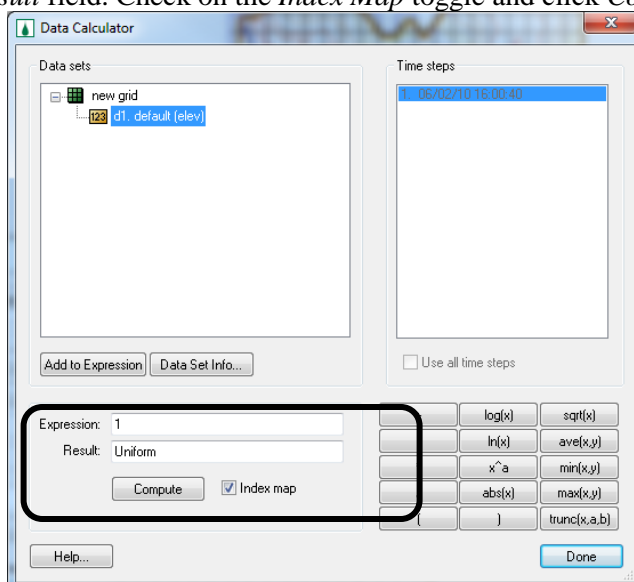 field. Check on the Index Map toggle and click
Data Calculator
Data sets
Time steps
new grid
123 d1. default (elev)
1. 06/02/10 16:00:40
Add to Expression
Data Set Info...
Use all time steps
Expression: 1
Result: Uniform
Compute
Index map
log(x)
sqrt(x)
ln(x)
ave(x,y)
x^a
min(x,y)
abs(x)
max(x,y)
(
)
trunc(x,a,b)
Help...
Done